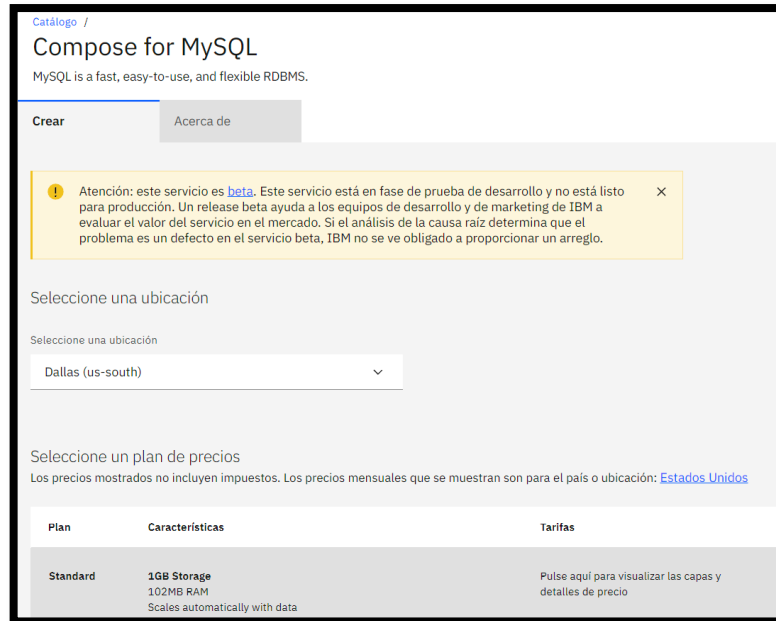 Catálogo /
Compose for MySQL
MySQL is a fast, easy-to-use, and flexible RDBMS.
Crear
Acerca de
Atención: este servicio es beta. Este servicio está en fase de prueba de desarrollo y no está listo
para producción. Un release beta ayuda a los equipos de desarrollo y de marketing de IBM a
evaluar el valor del servicio en el mercado. Si el análisis de la causa raíz determina que el
problema es un defecto en el servicio beta, IBM no se ve obligado a proporcionar un arreglo.
Seleccione una ubicación
Seleccione una ubicación
Dallas (us-south)
Seleccione un plan de precios
Los precios mostrados no incluyen impuestos. Los precios mensuales que se muestran son para el país o ubicación: Estados Unidos
Plan Características Tarifas
Standard 1GB Storage Pulse aquí para visualizar las capas y
102MB RAM detalles de precio
Scales automatically with data